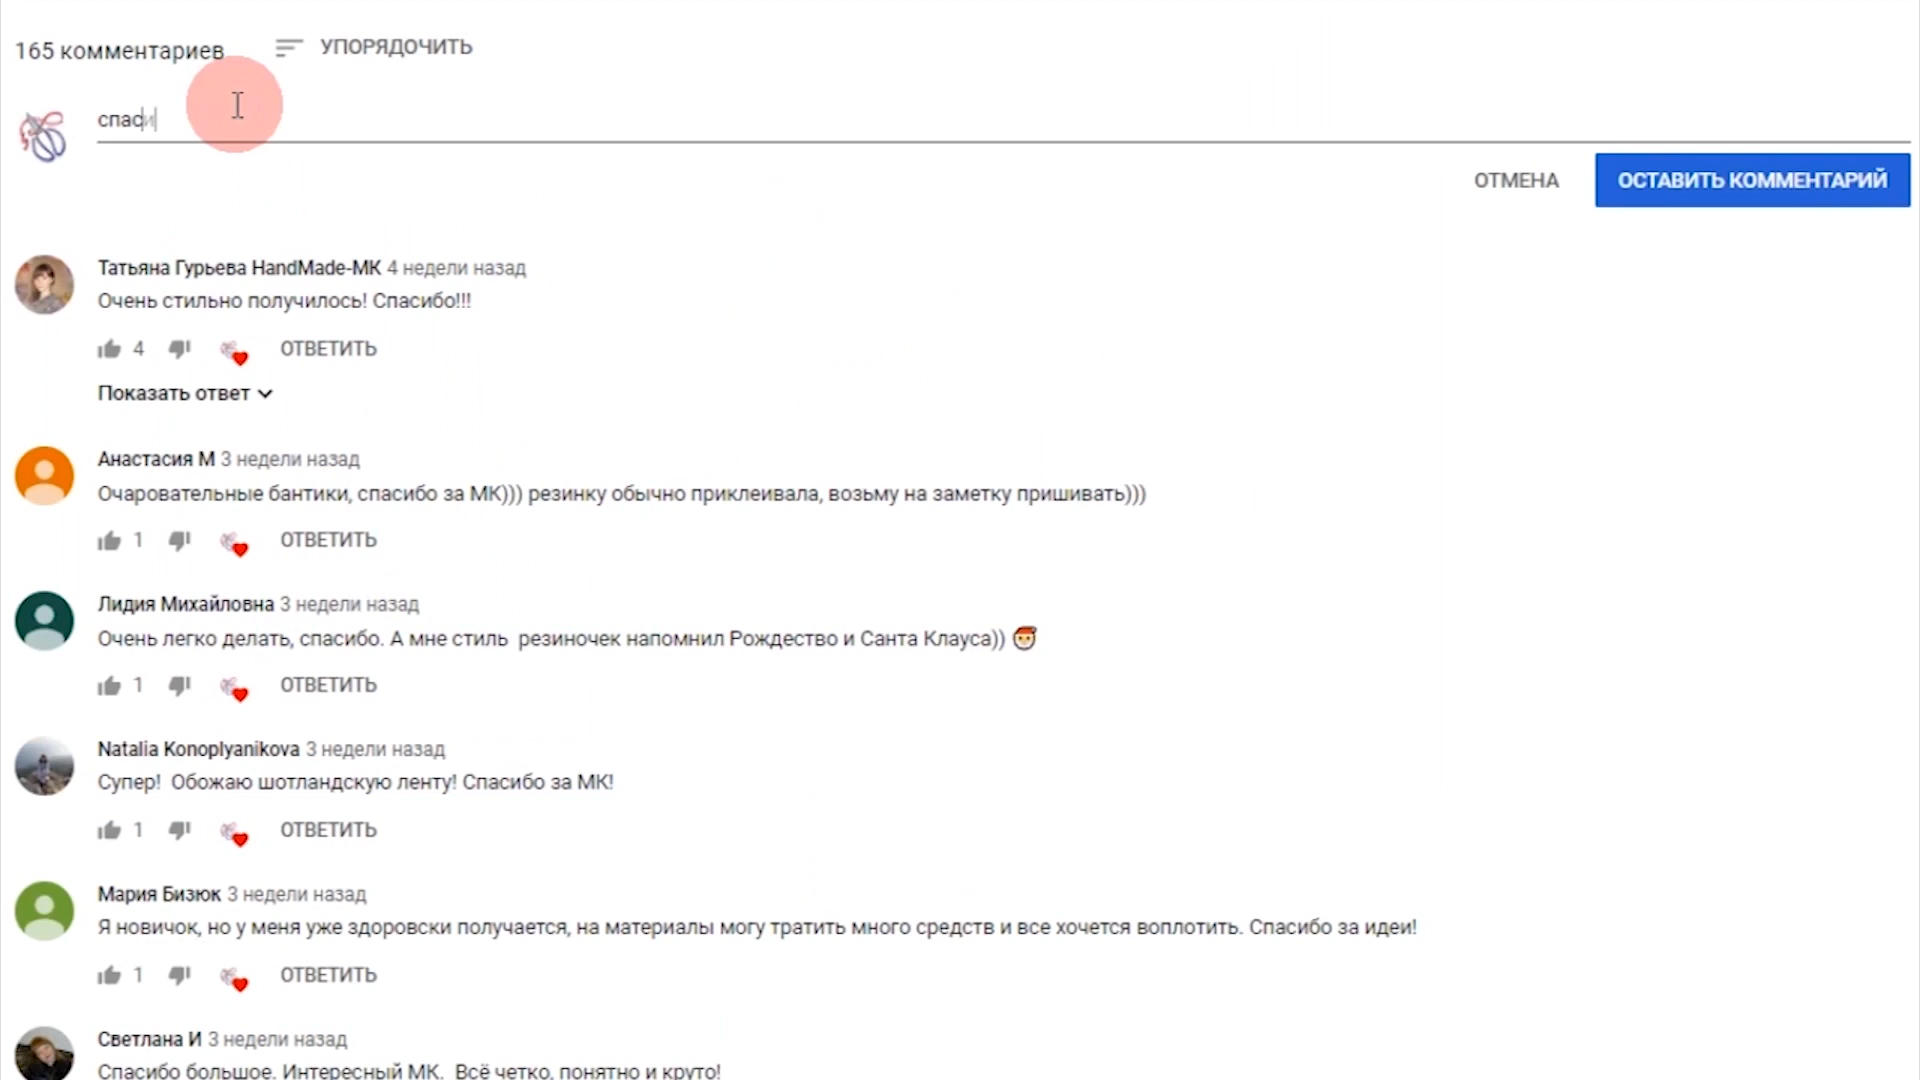 165 комментариев
УПОРЯДОЧИТЬ
спаси
ОТМЕНА
ОСТАВИТЬ КОММЕНТАРИЙ
Татьяна Гурьева HandMade-МК 4 недели назад
Очень стильно получилось! Спасибо!!!
4
ОТВЕТИТЬ
Показать ответ
Анастасия М 3 недели назад
Очаровательные бантики, спасибо за МК))) резинку обычно приклеивала, возьму на заметку пришивать)))
1
ОТВЕТИТЬ
Лидия Михайловна 3 недели назад
Очень легко делать, спасибо. А мне стиль резиночек напомнил Рождество и Санта Клауса)) 🎅
1
ОТВЕТИТЬ
Natalia Konoplyanikova 3 недели назад
Супер! Обожаю шотландскую ленту! Спасибо за МК!
1
ОТВЕТИТЬ
Мария Бизюк 3 недели назад
Я новичок, но у меня уже здоровски получается, на материалы могу тратить много средств и все хочется воплотить. Спасибо за идеи!
1
ОТВЕТИТЬ
Светлана И 3 недели назад
Спасибо большое. Интересный МК. Всё четко, понятно и круто!